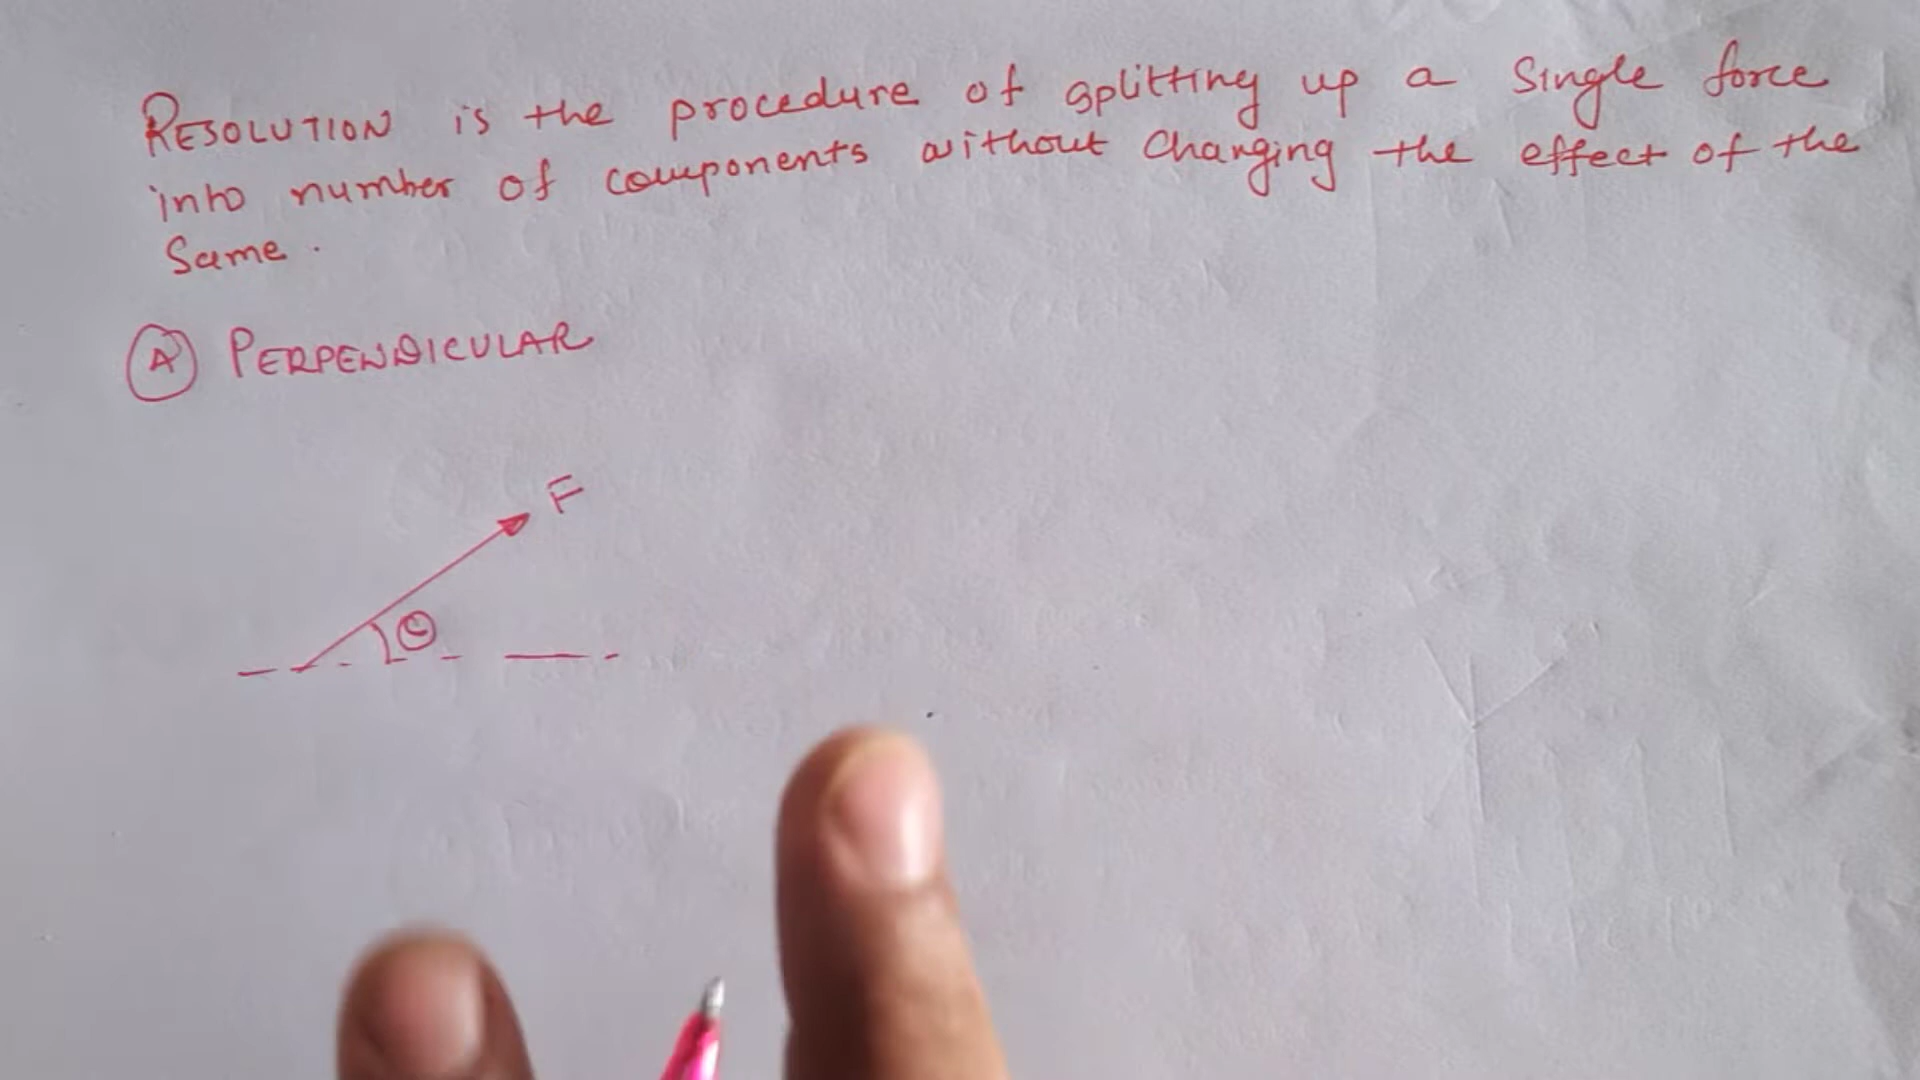 RESOLUTION is the procedure of splitting up a single force
into number of components without changing the effect of the
Same.
A PERPENDICULAR
F
θ